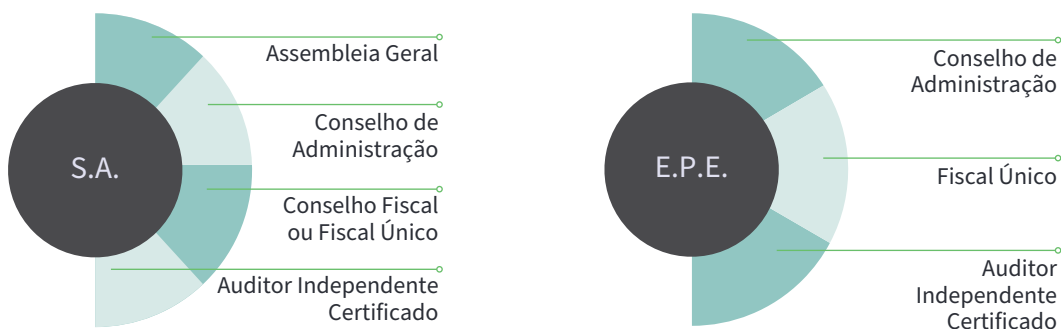 S.A.
Assembleia Geral
Conselho de
Administração
Conselho Fiscal
ou Fiscal Único
Auditor Independente
Certificado
E.P.E.
Conselho de
Administração
Fiscal Único
Auditor
Independente
Certificado